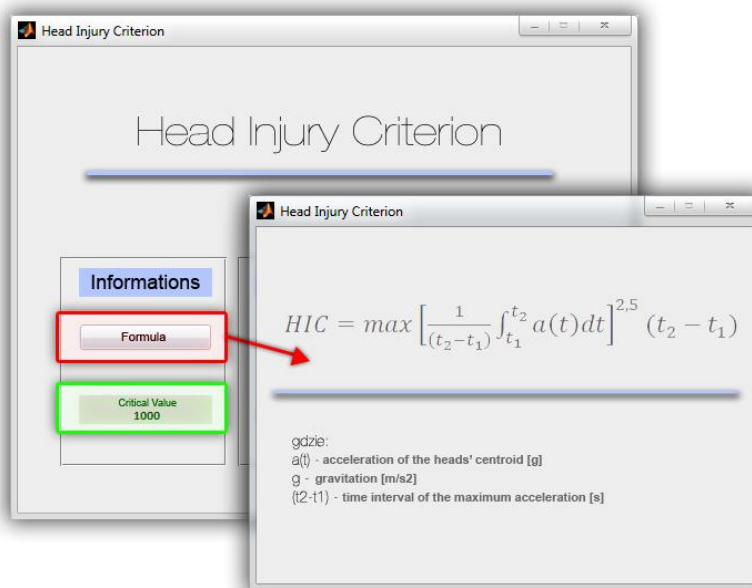 Head Injury Criterion
Head Injury Criterion
Informations
Formula
Critical Value
1000
Head Injury Criterion
HIC = max [1/(t₂−t₁) ∫ₜ₁ᵗ² a(t)dt]^2,5 (t₂ − t₁)
gdzie:
a(t) - acceleration of the heads' centroid [g]
g - gravitation [m/s2]
(t2-t1) - time interval of the maximum acceleration [s]